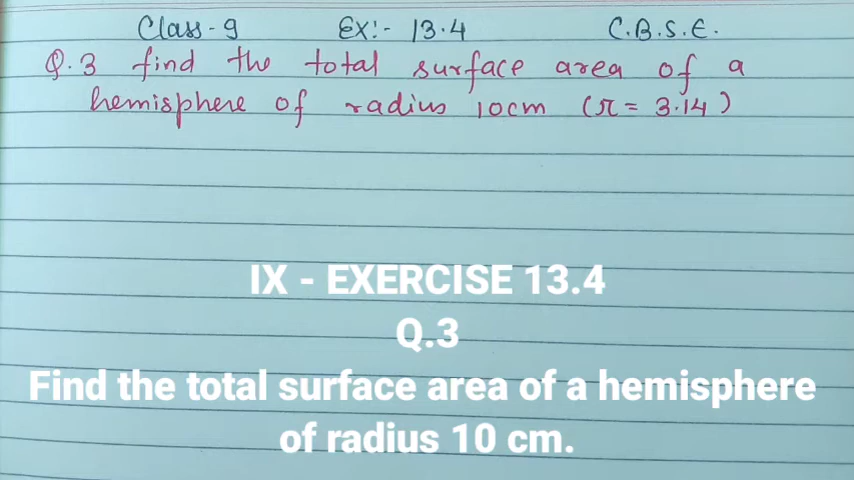 Class - 9 Ex:- 13.4 C.B.S.E.
Q.3 find the total surface area of a
hemisphere of radius 10cm (π = 3.14)
IX - EXERCISE 13.4
Q.3
Find the total surface area of a hemisphere
of radius 10 cm.